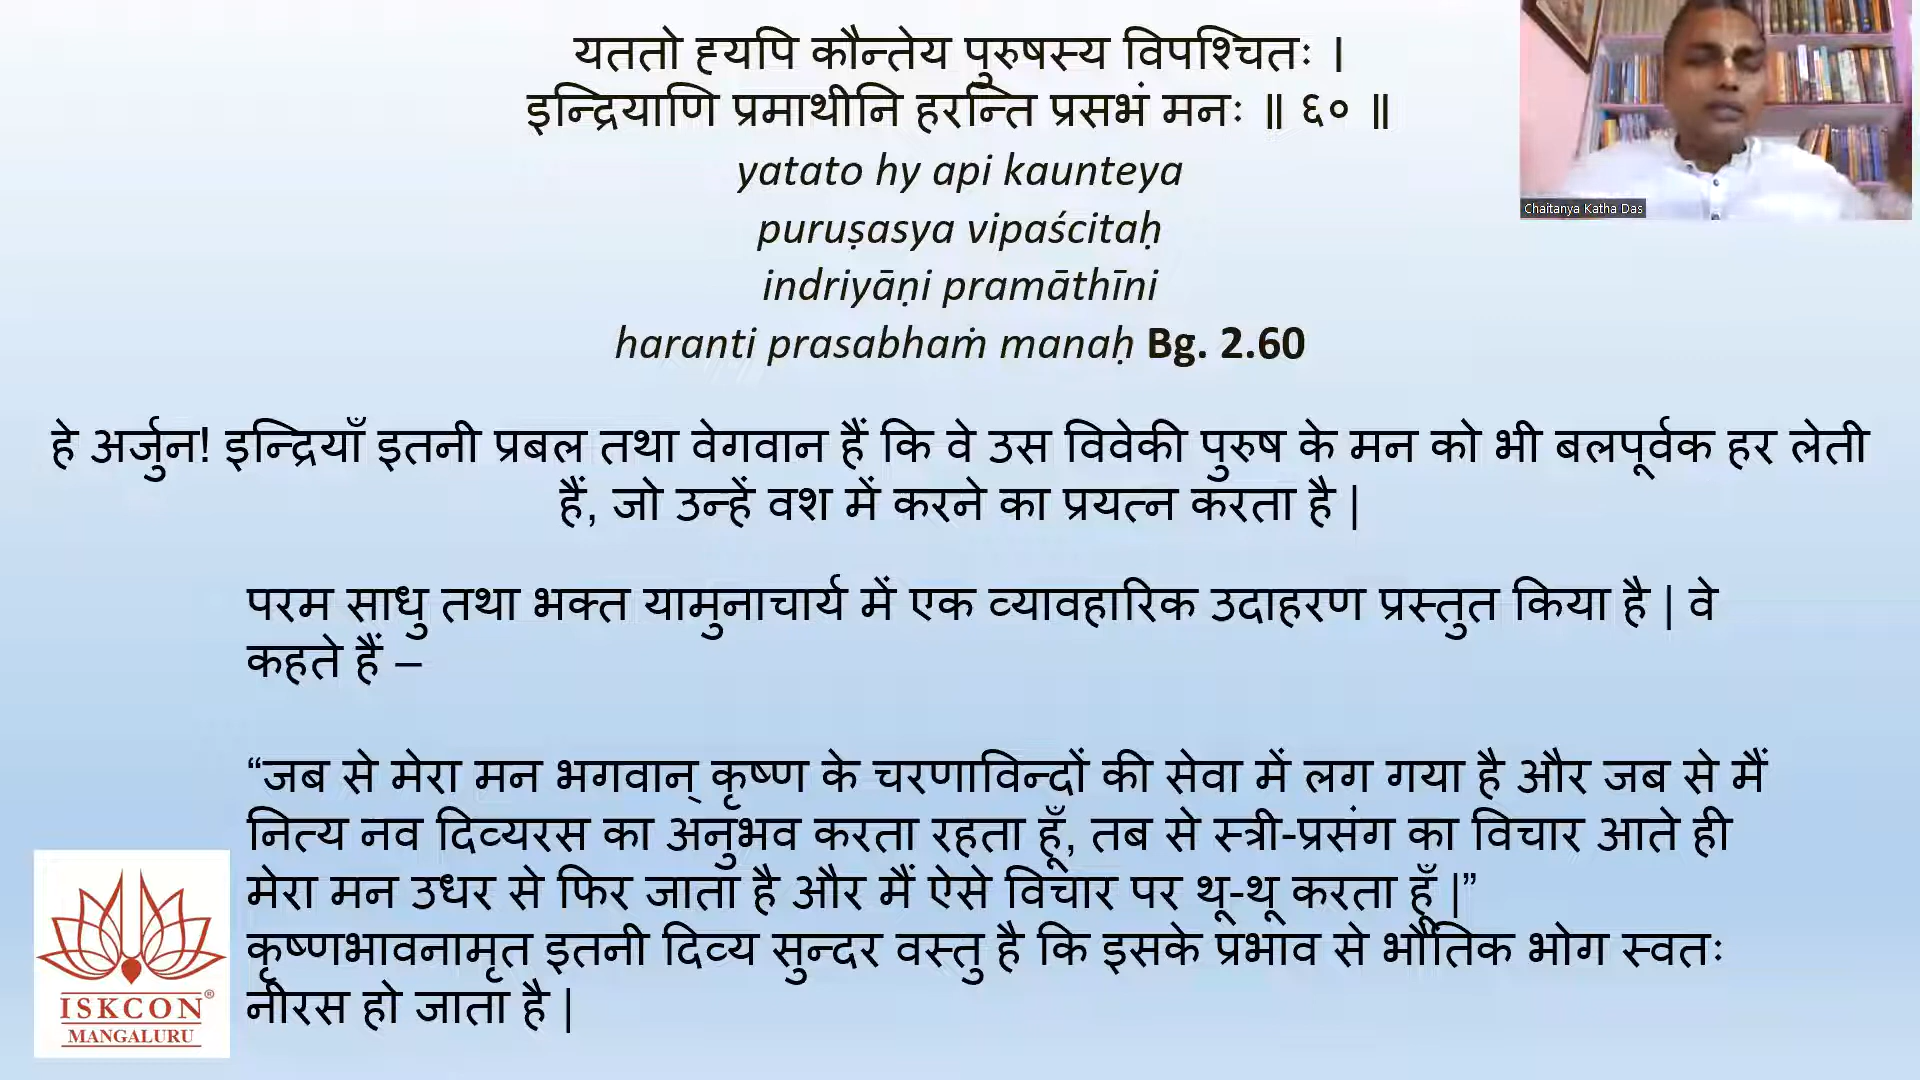 यततो ह्यपि कौन्तेय पुरुषस्य विपश्चितः ।
इन्द्रियाणि प्रमाथीनि हरन्ति प्रसभं मनः ॥ ६० ॥
yatato hy api kaunteya
puruṣasya vipaścitaḥ
indriyāṇi pramāthīni
haranti prasabhaṁ manaḥ Bg. 2.60
Chaitanya Katha Das
हे अर्जुन! इन्द्रियाँ इतनी प्रबल तथा वेगवान हैं कि वे उस विवेकी पुरुष के मन को भी बलपूर्वक हर लेती
हैं, जो उन्हें वश में करने का प्रयत्न करता है |
परम साधु तथा भक्त यामुनाचार्य में एक व्यावहारिक उदाहरण प्रस्तुत किया है | वे
कहते हैं –
“जब से मेरा मन भगवान् कृष्ण के चरणाविन्दों की सेवा में लग गया है और जब से मैं
नित्य नव दिव्यरस का अनुभव करता रहता हूँ, तब से स्त्री-प्रसंग का विचार आते ही
मेरा मन उधर से फिर जाता है और मैं ऐसे विचार पर थू-थू करता हूँ |”
कृष्णभावनामृत इतनी दिव्य सुन्दर वस्तु है कि इसके प्रभाव से भौतिक भोग स्वतः
नीरस हो जाता है |
ISKCON®
MANGALURU